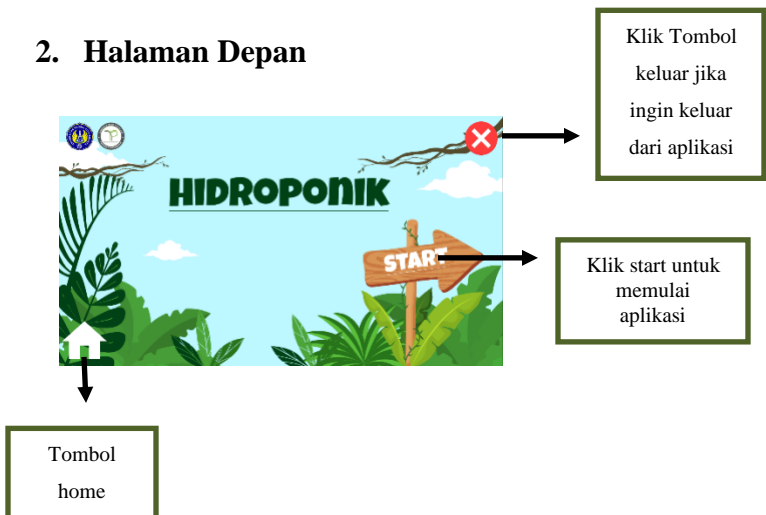 2. Halaman Depan
Klik Tombol
keluar jika
ingin keluar
dari aplikasi
HIDROPONIK
START
Klik start untuk
memulai
aplikasi
Tombol
home